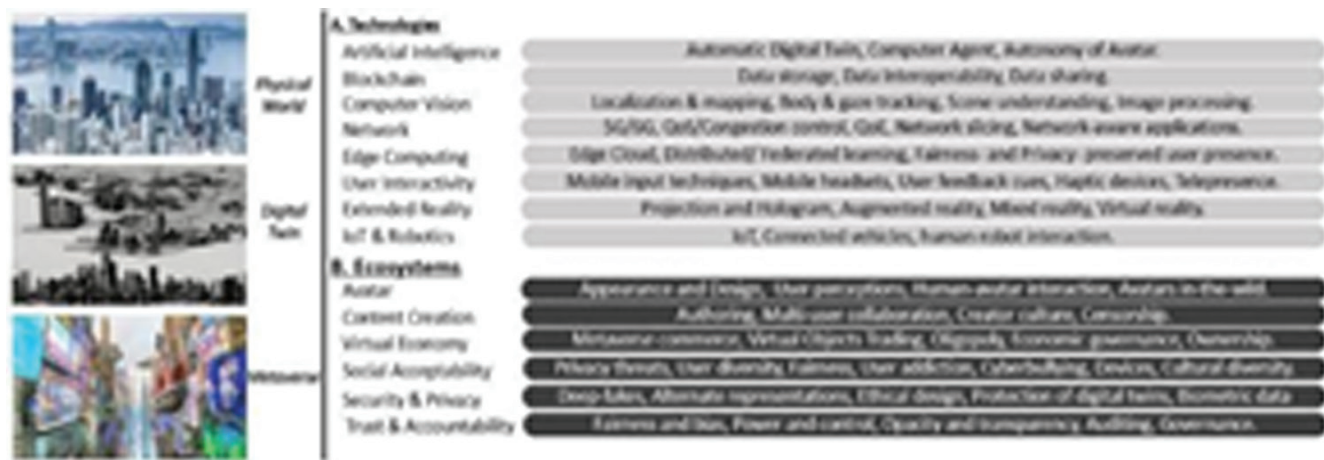 Physical
World
Digital
Twin
Metaverse
A. Technologies
Artificial Intelligence
Automatic Digital Twin, Computer Agent, Autonomy of Avatar.
Blockchain
Data storage, Data Interoperability, Data sharing.
Computer Vision
Localization & mapping, Body & gaze tracking, Scene understanding, Image processing.
Network
5G/6G, QoS/Congestion control, QoE, Network slicing, Network-aware applications.
Edge Computing
Edge Cloud, Distributed/ Federated learning, Fairness- and Privacy- preserved user presence.
User Interactivity
Mobile input techniques, Mobile headsets, User feedback cues, Haptic devices, Telepresence.
Extended Reality
Projection and Hologram, Augmented reality, Mixed reality, Virtual reality.
IoT & Robotics
IoT, Connected vehicles, human robot interaction.
B. Ecosystems
Avatar
Appearance and Design, User perceptions, Human-avatar interaction, Avatars in-the-wild.
Content Creation
Authoring, Multi-user collaboration, Creator culture, Censorship.
Virtual Economy
Metaverse commerce, Virtual Objects Trading, Oligopoly, Economic governance, Ownership.
Social Acceptability
Privacy threats, User diversity, Fairness, User addiction, Cyberbullying, Devices, Cultural diversity.
Security & Privacy
Deep-fakes, Alternate representations, Ethical design, Protection of digital twins, Biometric data
Trust & Accountability
Fairness and bias, Power and control, Opacity and transparency, Auditing, Governance.